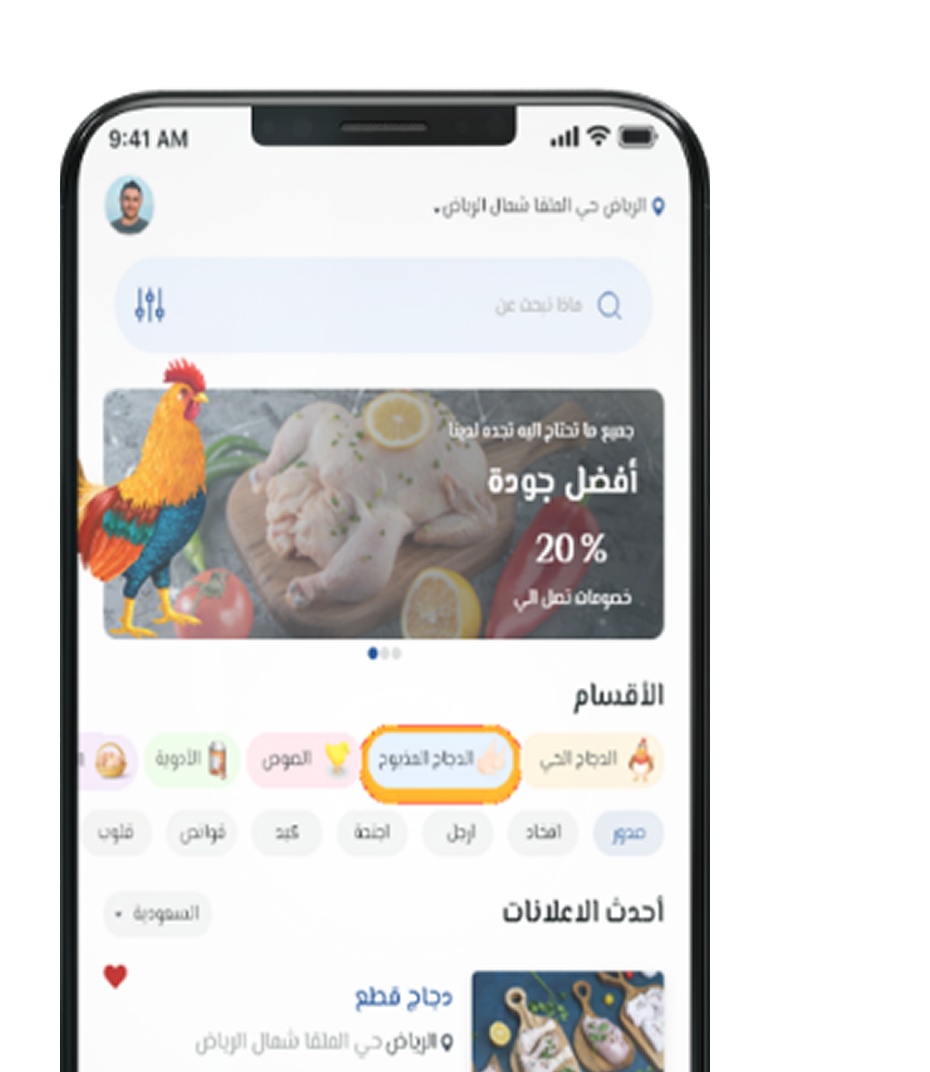 9:41 AM
الرياض حي الملقا شمال الرياض
ماذا تبحث عن
جميع ما تحتاج اليه تجده لدينا
أفضل جودة
20 %
خصومات تصل الي
الأقسام
الدجاج الحي
الدجاج المذبوح
الصوص
الأدوية
صدور
افخاذ
ارجل
اجنحة
كبد
قوانص
قلوب
أحدث الاعلانات
السعودية
دجاج قطع
الرياض حي الملقا شمال الرياض